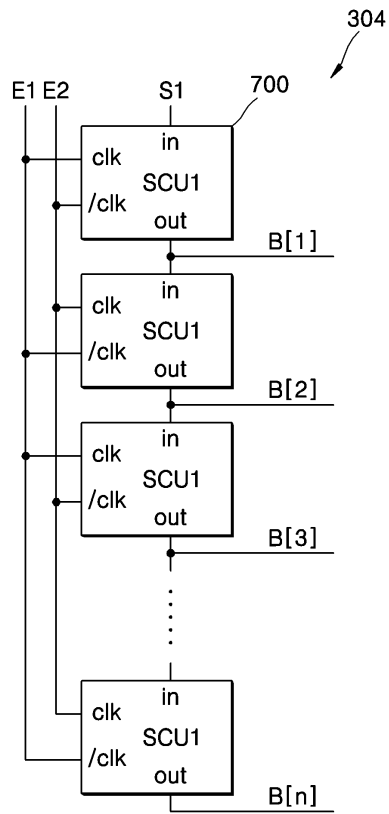 304
E1 E2 S1 700
in
clk
SCU1
/clk
out
B[1]
in
clk
SCU1
/clk
out
B[2]
in
clk
SCU1
/clk
out
B[3]
in
clk
SCU1
/clk
out
B[n]